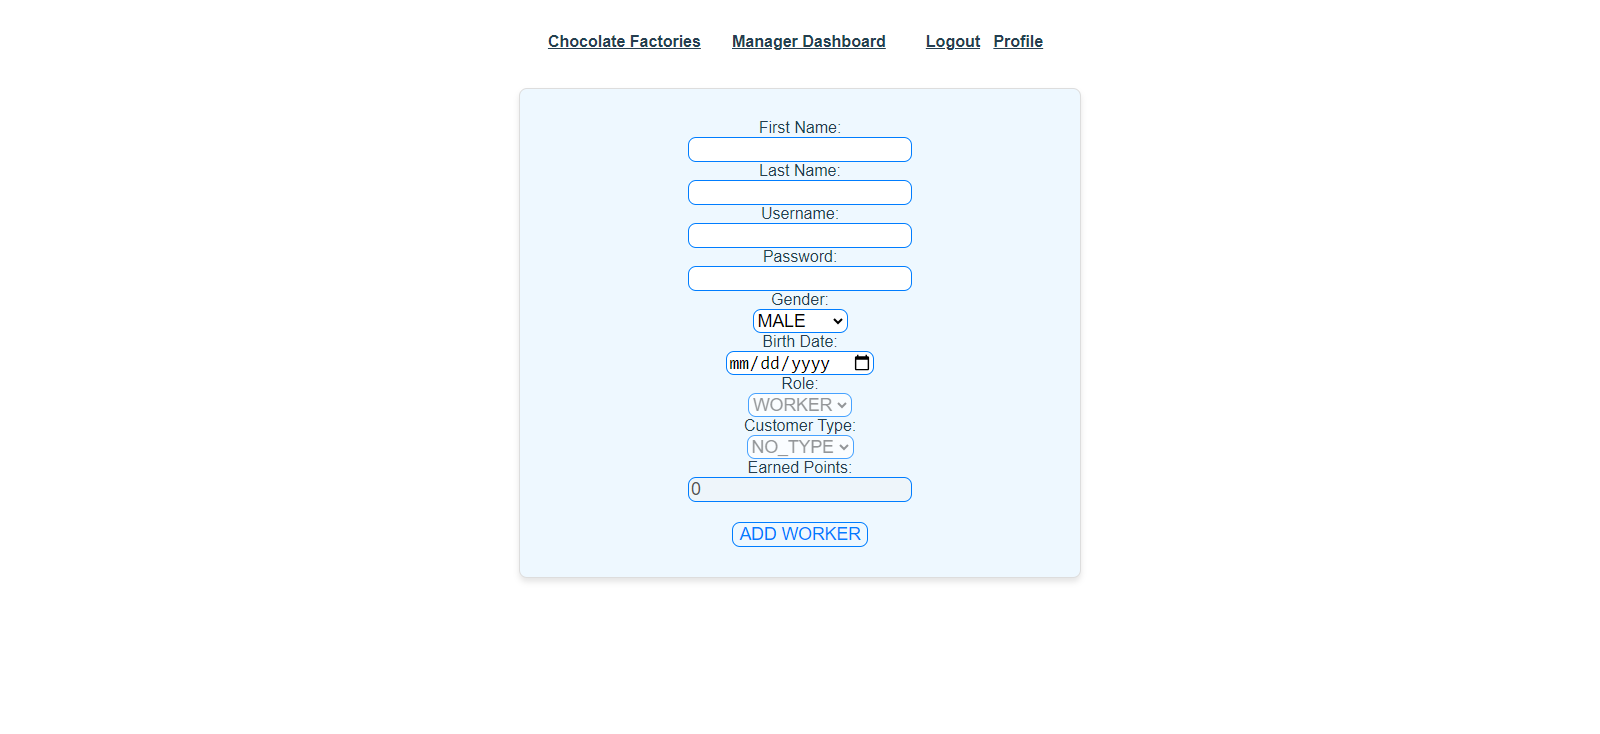 Chocolate Factories Manager Dashboard Logout Profile
First Name:
Last Name:
Username:
Password:
Gender:
MALE
Birth Date:
mm/dd/yyyy
Role:
WORKER
Customer Type:
NO_TYPE
Earned Points:
0
ADD WORKER